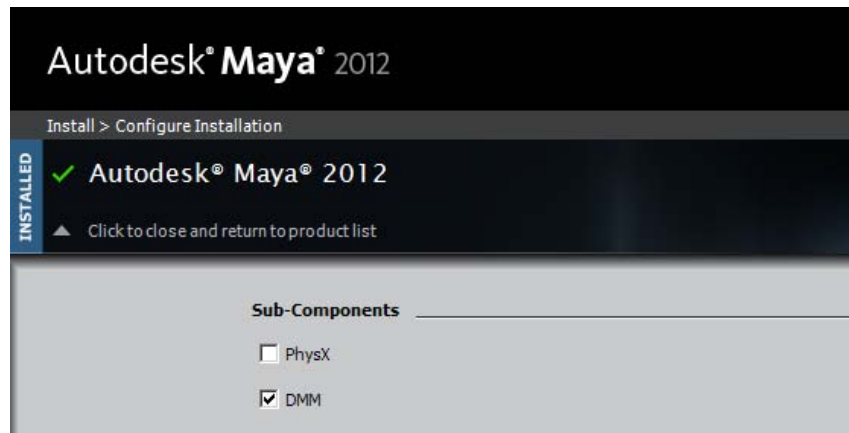 Autodesk® Maya® 2012
Install > Configure Installation
INSTALLED
Autodesk® Maya® 2012
Click to close and return to product list
Sub-Components
PhysX
DMM